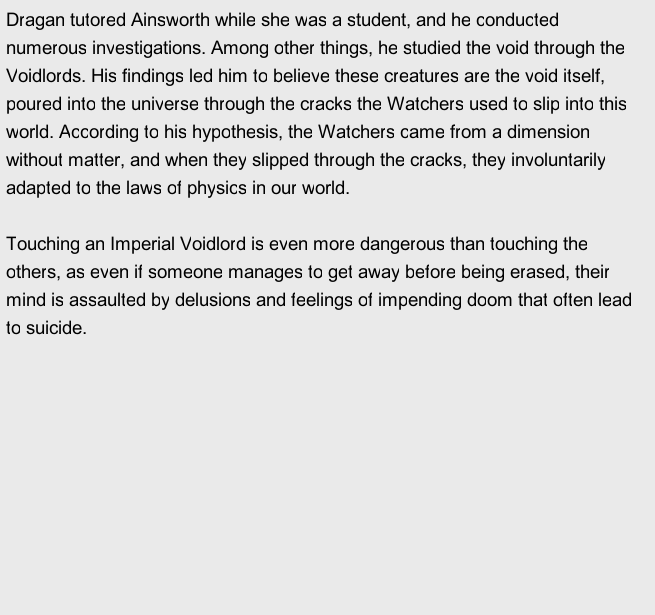 Dragan tutored Ainsworth while she was a student, and he conducted
numerous investigations. Among other things, he studied the void through the
Voidlords. His findings led him to believe these creatures are the void itself,
poured into the universe through the cracks the Watchers used to slip into this
world. According to his hypothesis, the Watchers came from a dimension
without matter, and when they slipped through the cracks, they involuntarily
adapted to the laws of physics in our world.

Touching an Imperial Voidlord is even more dangerous than touching the
others, as even if someone manages to get away before being erased, their
mind is assaulted by delusions and feelings of impending doom that often lead
to suicide.